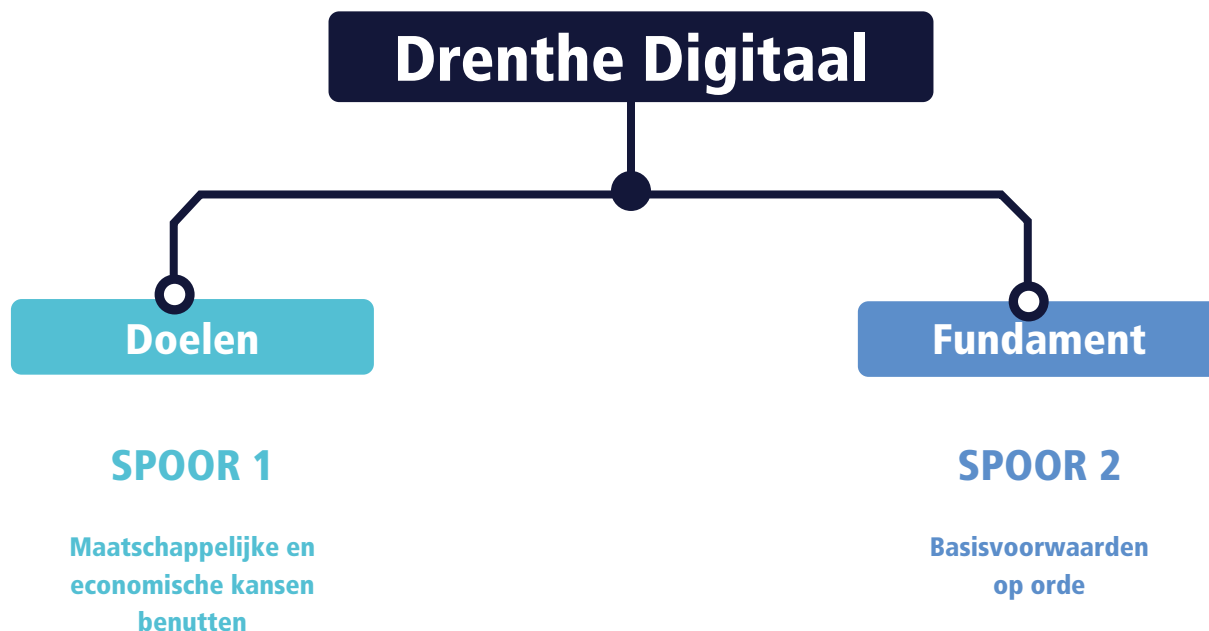 Drenthe Digitaal
Doelen
Fundament
SPOOR 1
SPOOR 2
Maatschappelijke en
economische kansen
benutten
Basisvoorwaarden
op orde